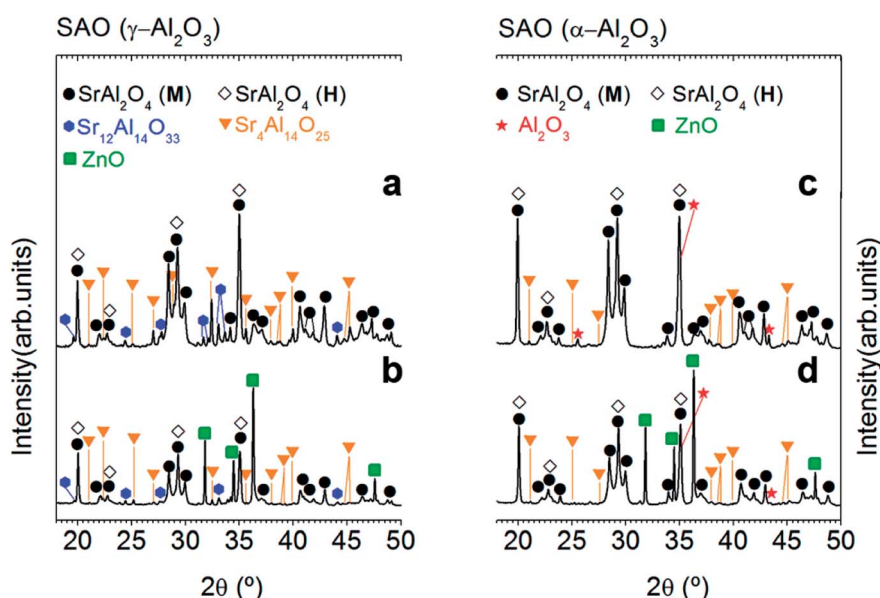 SAO (γ–Al₂O₃)
SrAl₂O₄ (M) SrAl₂O₄ (H)
Sr₁₂Al₁₄O₃₃ Sr₄Al₁₄O₂₅
ZnO
a
b
Intensity(arb.units)
20 25 30 35 40 45 50
2θ (º)
SAO (α–Al₂O₃)
SrAl₂O₄ (M) SrAl₂O₄ (H)
Al₂O₃ ZnO
c
d
Intensity(arb.units)
20 25 30 35 40 45 50
2θ (º)